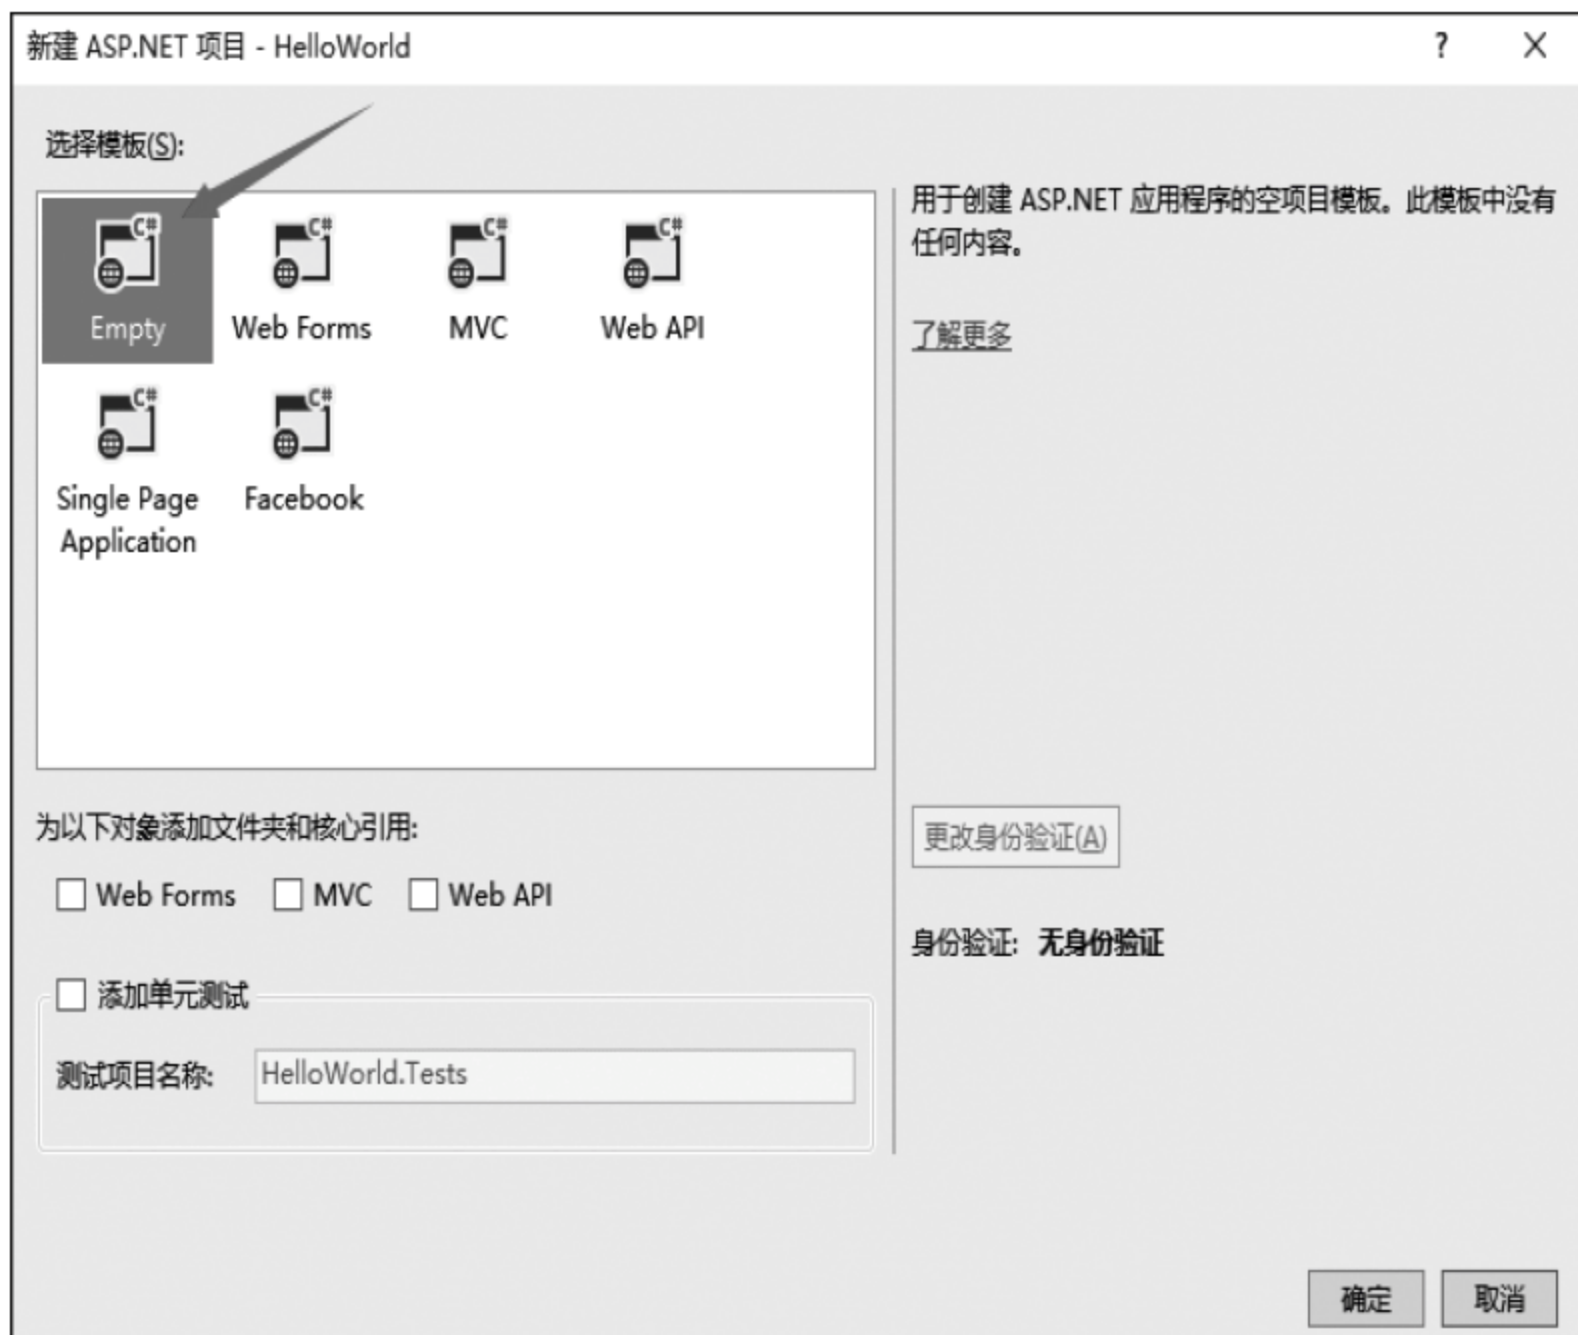 新建 ASP.NET 项目 - HelloWorld
? X
选择模板(S):
C# C# C# C#
Empty Web Forms MVC Web API
C# C#
Single Page Facebook
Application
用于创建 ASP.NET 应用程序的空项目模板。此模板中没有
任何内容。
了解更多
为以下对象添加文件夹和核心引用:
Web Forms MVC Web API
添加单元测试
测试项目名称: HelloWorld.Tests
更改身份验证(A)
身份验证: 无身份验证
确定 取消